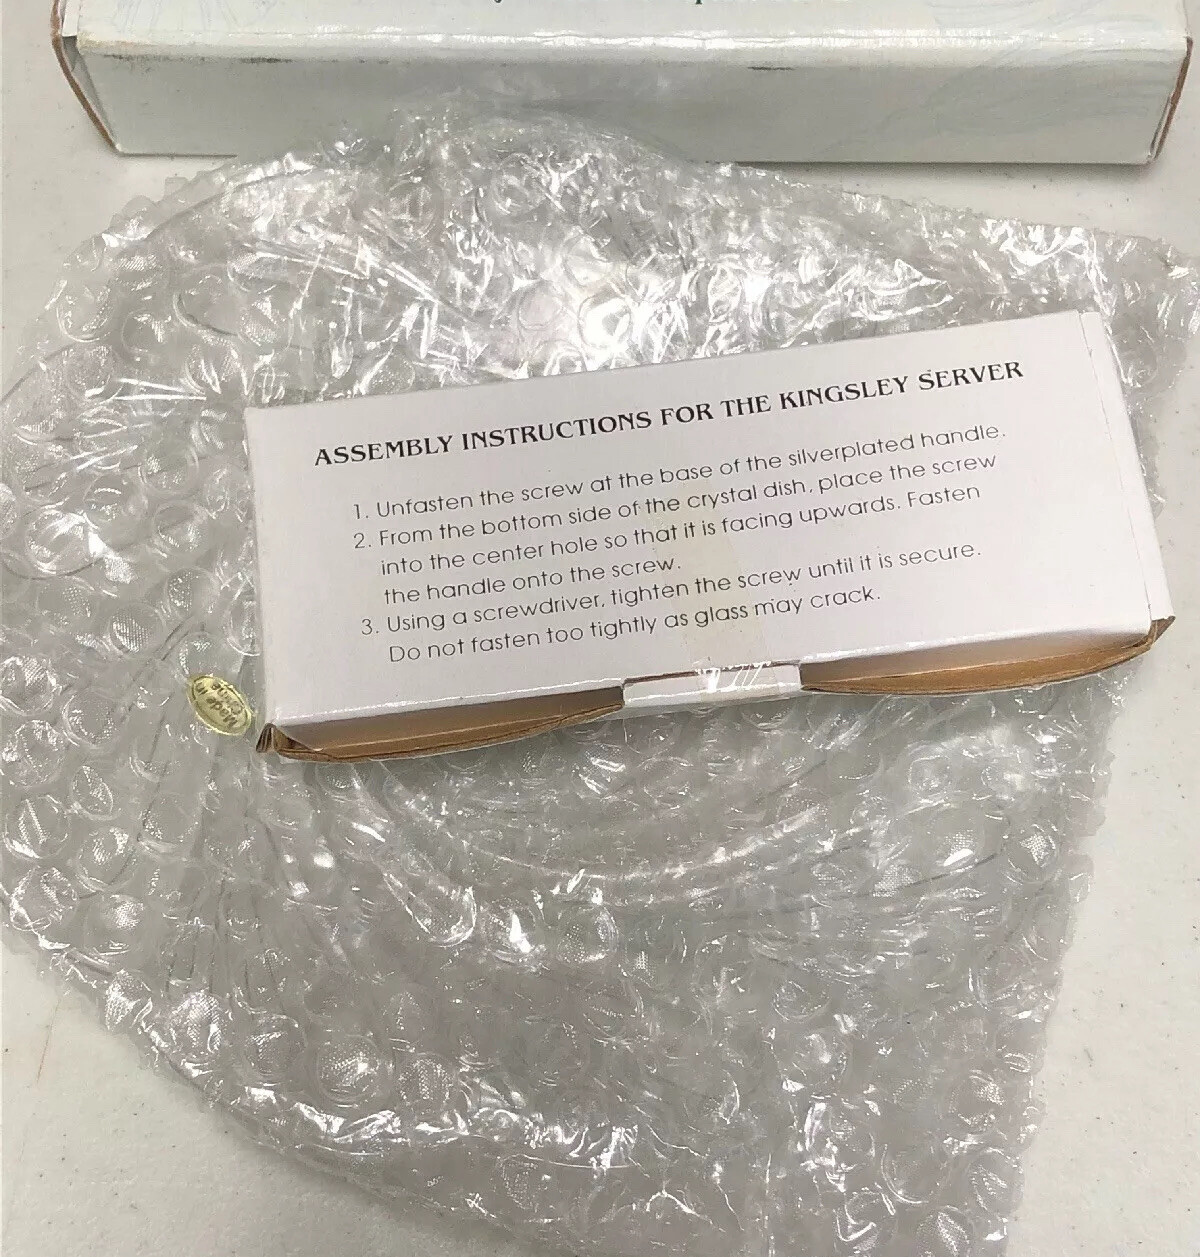 ASSEMBLY INSTRUCTIONS FOR THE KINGSLEY SERVER
1. Unfasten the screw at the base of the silverplated handle.
2. From the bottom side of the crystal dish, place the screw
into the center hole so that it is facing upwards. Fasten
the handle onto the screw.
3. Using a screwdriver, tighten the screw until it is secure.
Do not fasten too tightly as glass may crack.
Made in